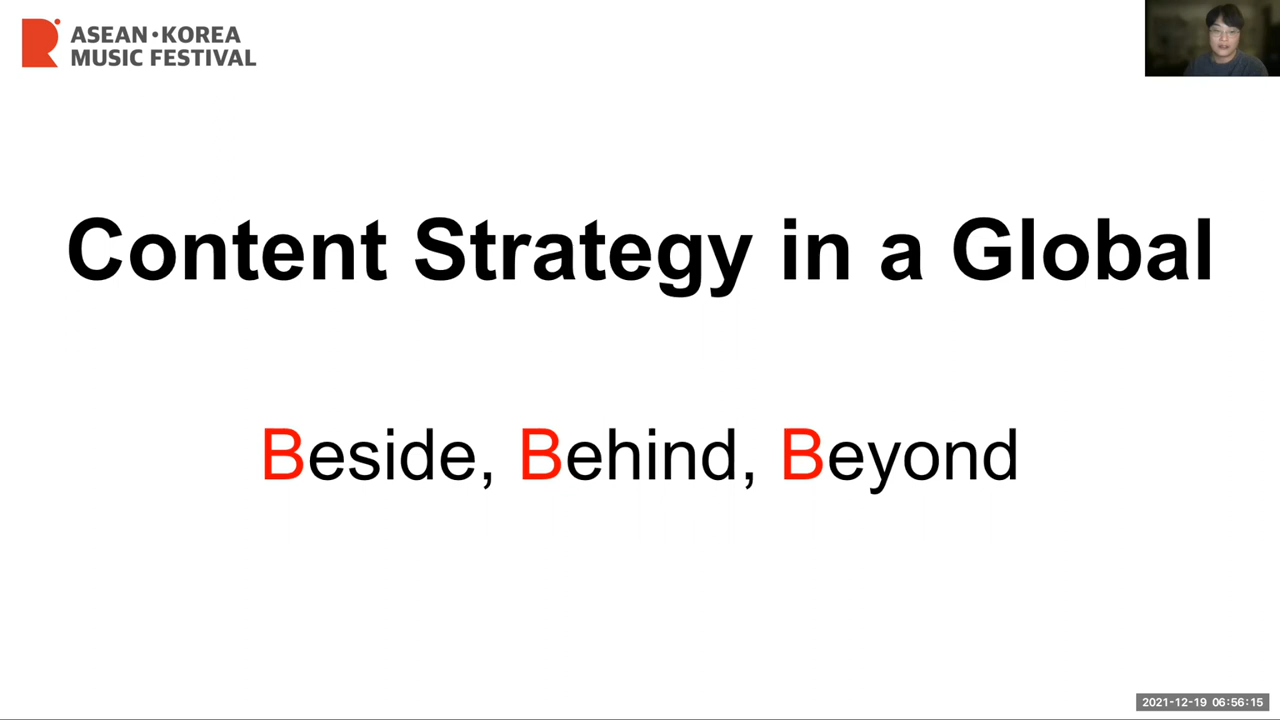 ASEAN•KOREA
MUSIC FESTIVAL
Content Strategy in a Global
Beside, Behind, Beyond
2021-12-19 06:56:15